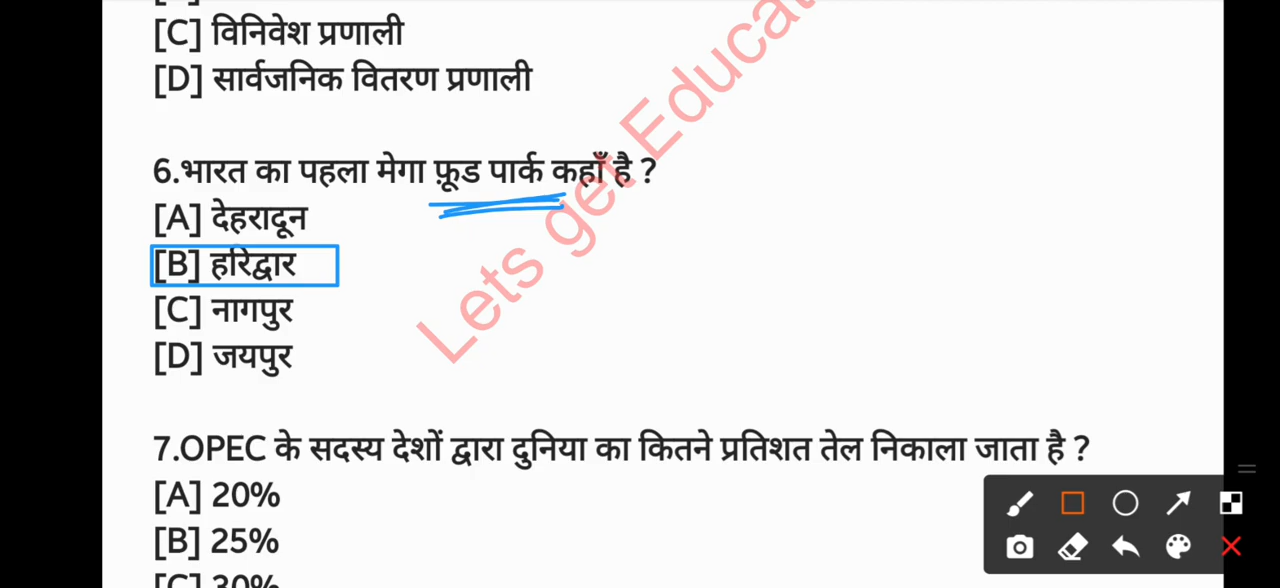 [C] विनिवेश प्रणाली
[D] सार्वजनिक वितरण प्रणाली
6.भारत का पहला मेगा फ़ूड पार्क कहाँ है ?
[A] देहरादून
[B] हरिद्वार
[C] नागपुर
[D] जयपुर
Lets get Educat
7.OPEC के सदस्य देशों द्वारा दुनिया का कितने प्रतिशत तेल निकाला जाता है ?
[A] 20%
[B] 25%
[C] 30%